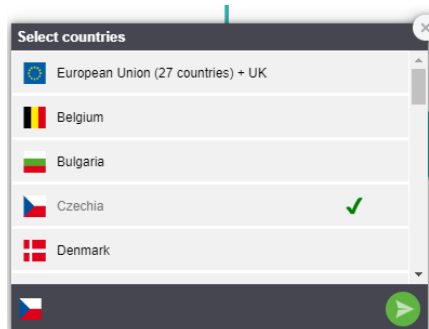 Select countries
European Union (27 countries) + UK
Belgium
Bulgaria
Czechia
Denmark